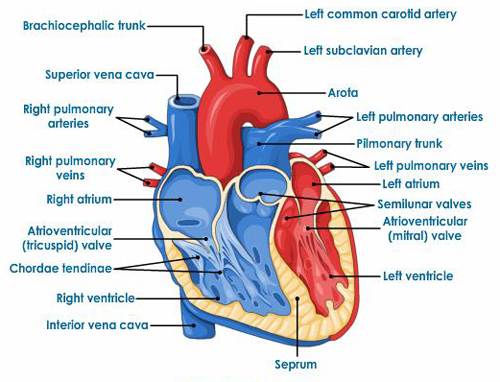 Left common carotid artery
Brachiocephalic trunk
Left subclavian artery
Superior vena cava
Arota
Right pulmonary
arteries
Left pulmonary arteries
Pilmonary trunk
Right pulmonary
veins
Left pulmonary veins
Left atrium
Right atrium
Semilunar valves
Atrioventricular
(mitral) valve
Atrioventricular
(tricuspid) valve
Chordae tendinae
Left ventricle
Right ventricle
Interior vena cava
Seprum